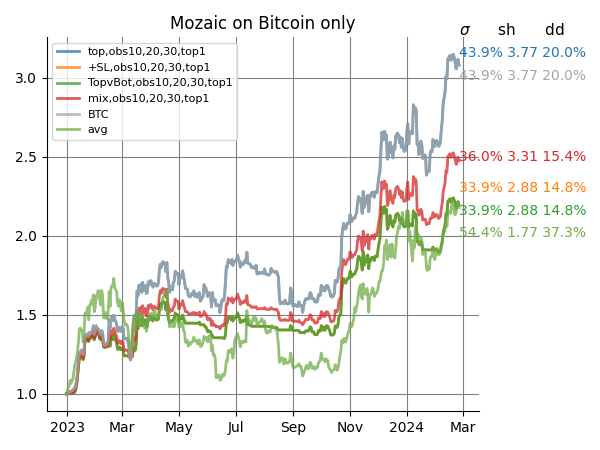 Mozaic on Bitcoin only
σ sh dd
top,obs10,20,30,top1
+SL,obs10,20,30,top1
TopvBot,obs10,20,30,top1
mix,obs10,20,30,top1
BTC
avg
43.9% 3.77 20.0%
43.9% 3.77 20.0%
36.0% 3.31 15.4%
33.9% 2.88 14.8%
33.9% 2.88 14.8%
54.4% 1.77 37.3%
3.0
2.5
2.0
1.5
1.0
2023 Mar May Jul Sep Nov 2024 Mar